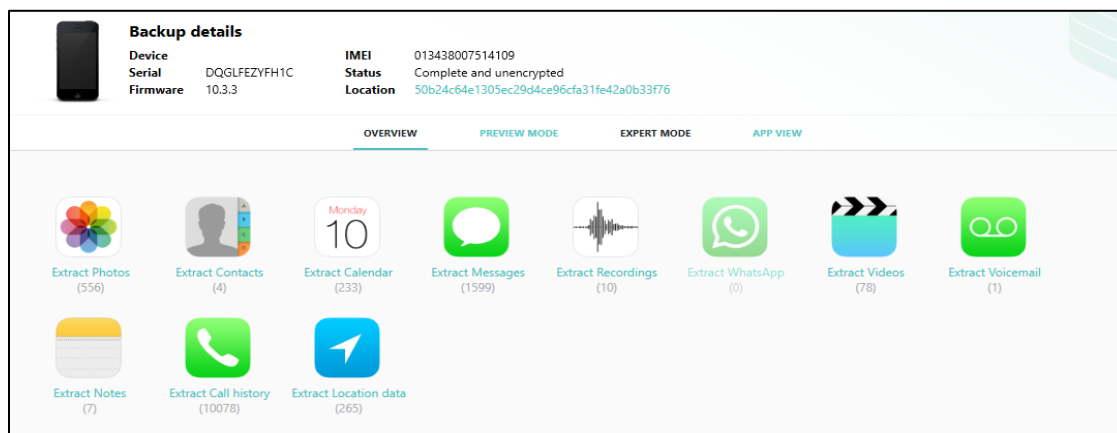 Backup details
Device
Serial DQGLFEZYFH1C
Firmware 10.3.3
IMEI 013438007514109
Status Complete and unencrypted
Location 50b24c64e1305ec29d4ce96cfa31fe42a0b33f76
OVERVIEW PREVIEW MODE EXPERT MODE APP VIEW
Monday
10
A
B
C
D
Extract Photos (556)
Extract Contacts (4)
Extract Calendar (233)
Extract Messages (1599)
Extract Recordings (10)
Extract WhatsApp (0)
Extract Videos (78)
Extract Voicemail (1)
Extract Notes (7)
Extract Call history (10078)
Extract Location data (265)